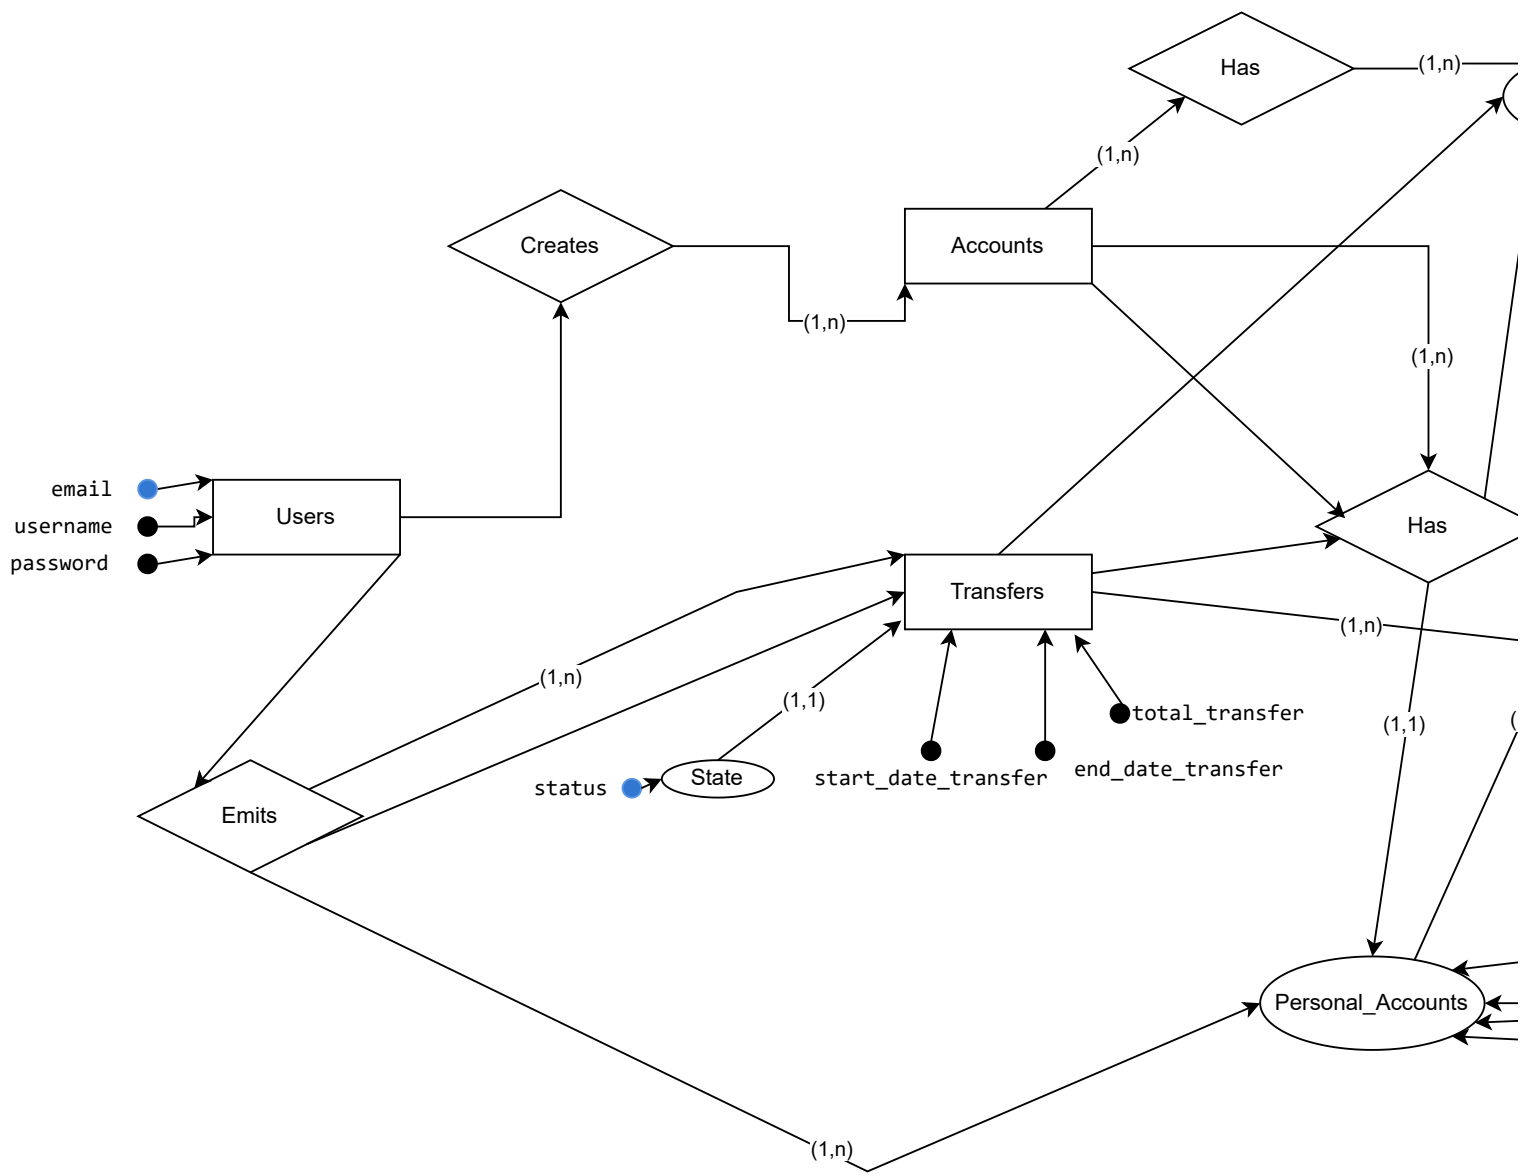 Has
(1,n)
(1,n)
Creates
Accounts
(1,n)
(1,n)
email
username
password
Users
Has
Transfers
(1,n)
(1,n)
(1,1)
total_transfer
(1,1)
(
status
State
start_date_transfer
end_date_transfer
Emits
Personal_Accounts
(1,n)